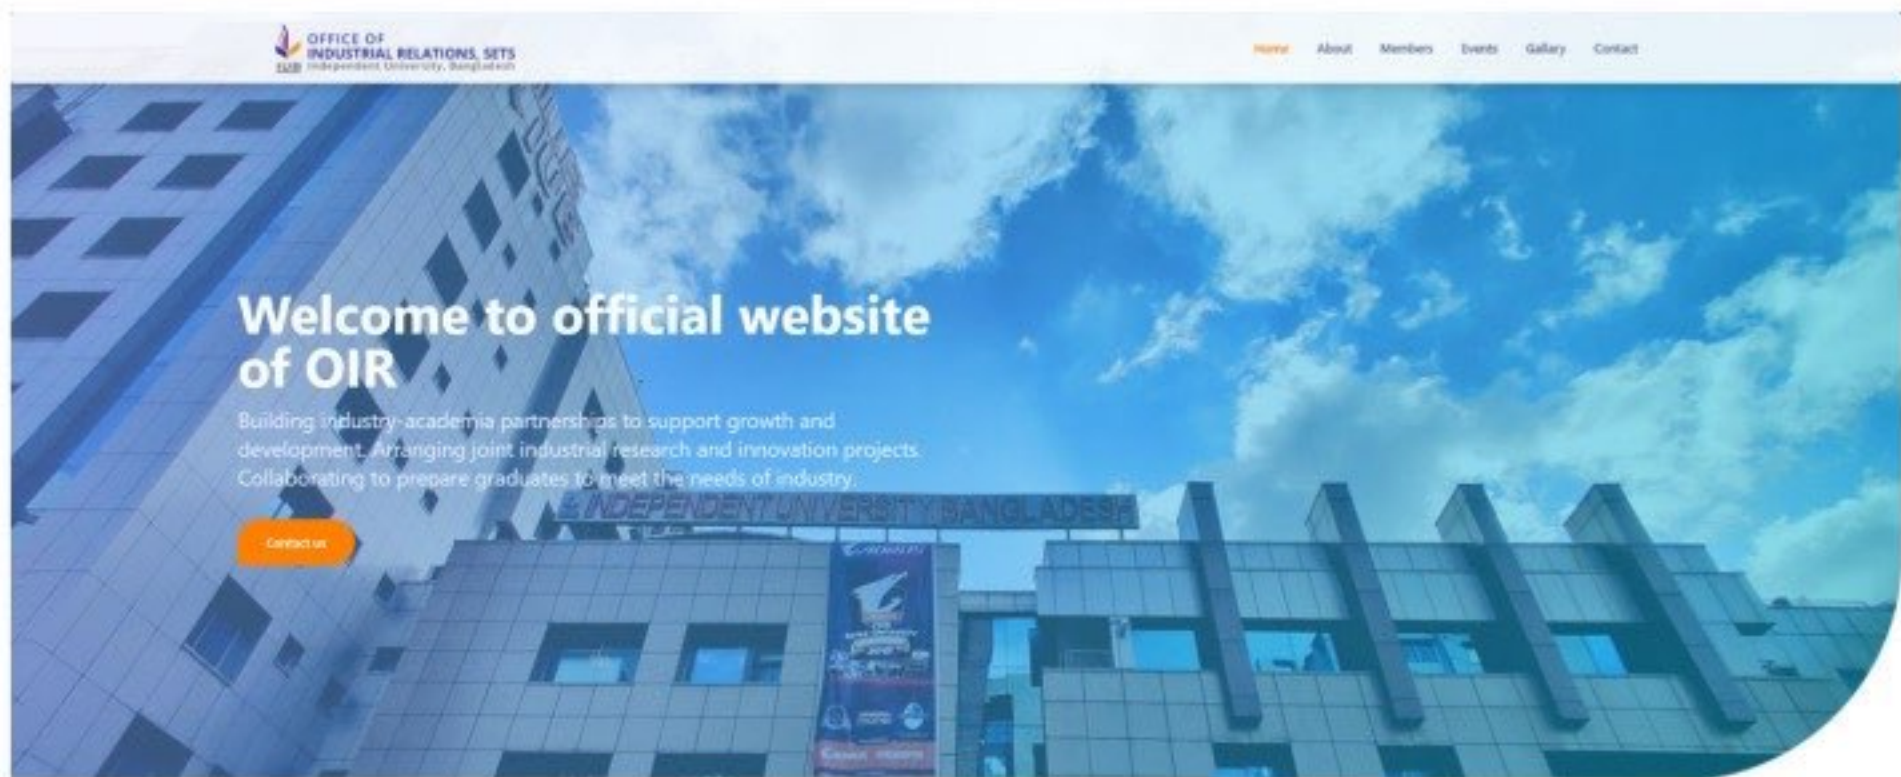 OFFICE OF
INDUSTRIAL RELATIONS, SETS
Independent University, Bangladesh
Home About Members Events Gallary Contact
Welcome to official website
of OIR
Building industry-academia partnerships to support growth and
development. Arranging joint industrial research and innovation projects.
Collaborating to prepare graduates to meet the needs of industry.
INDEPENDENT UNIVERSITY BANGLADESH
Contact us